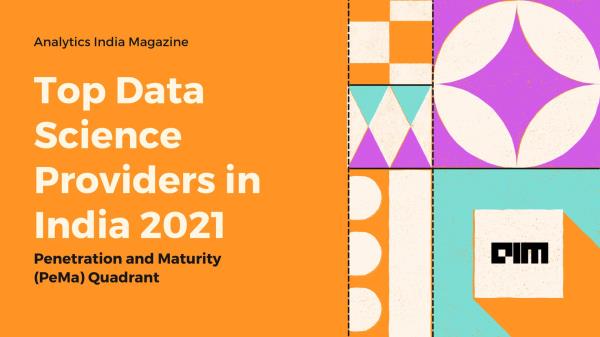 Analytics India Magazine
Top Data
Science
Providers in
India 2021
Penetration and Maturity
(PeMa) Quadrant
AIM